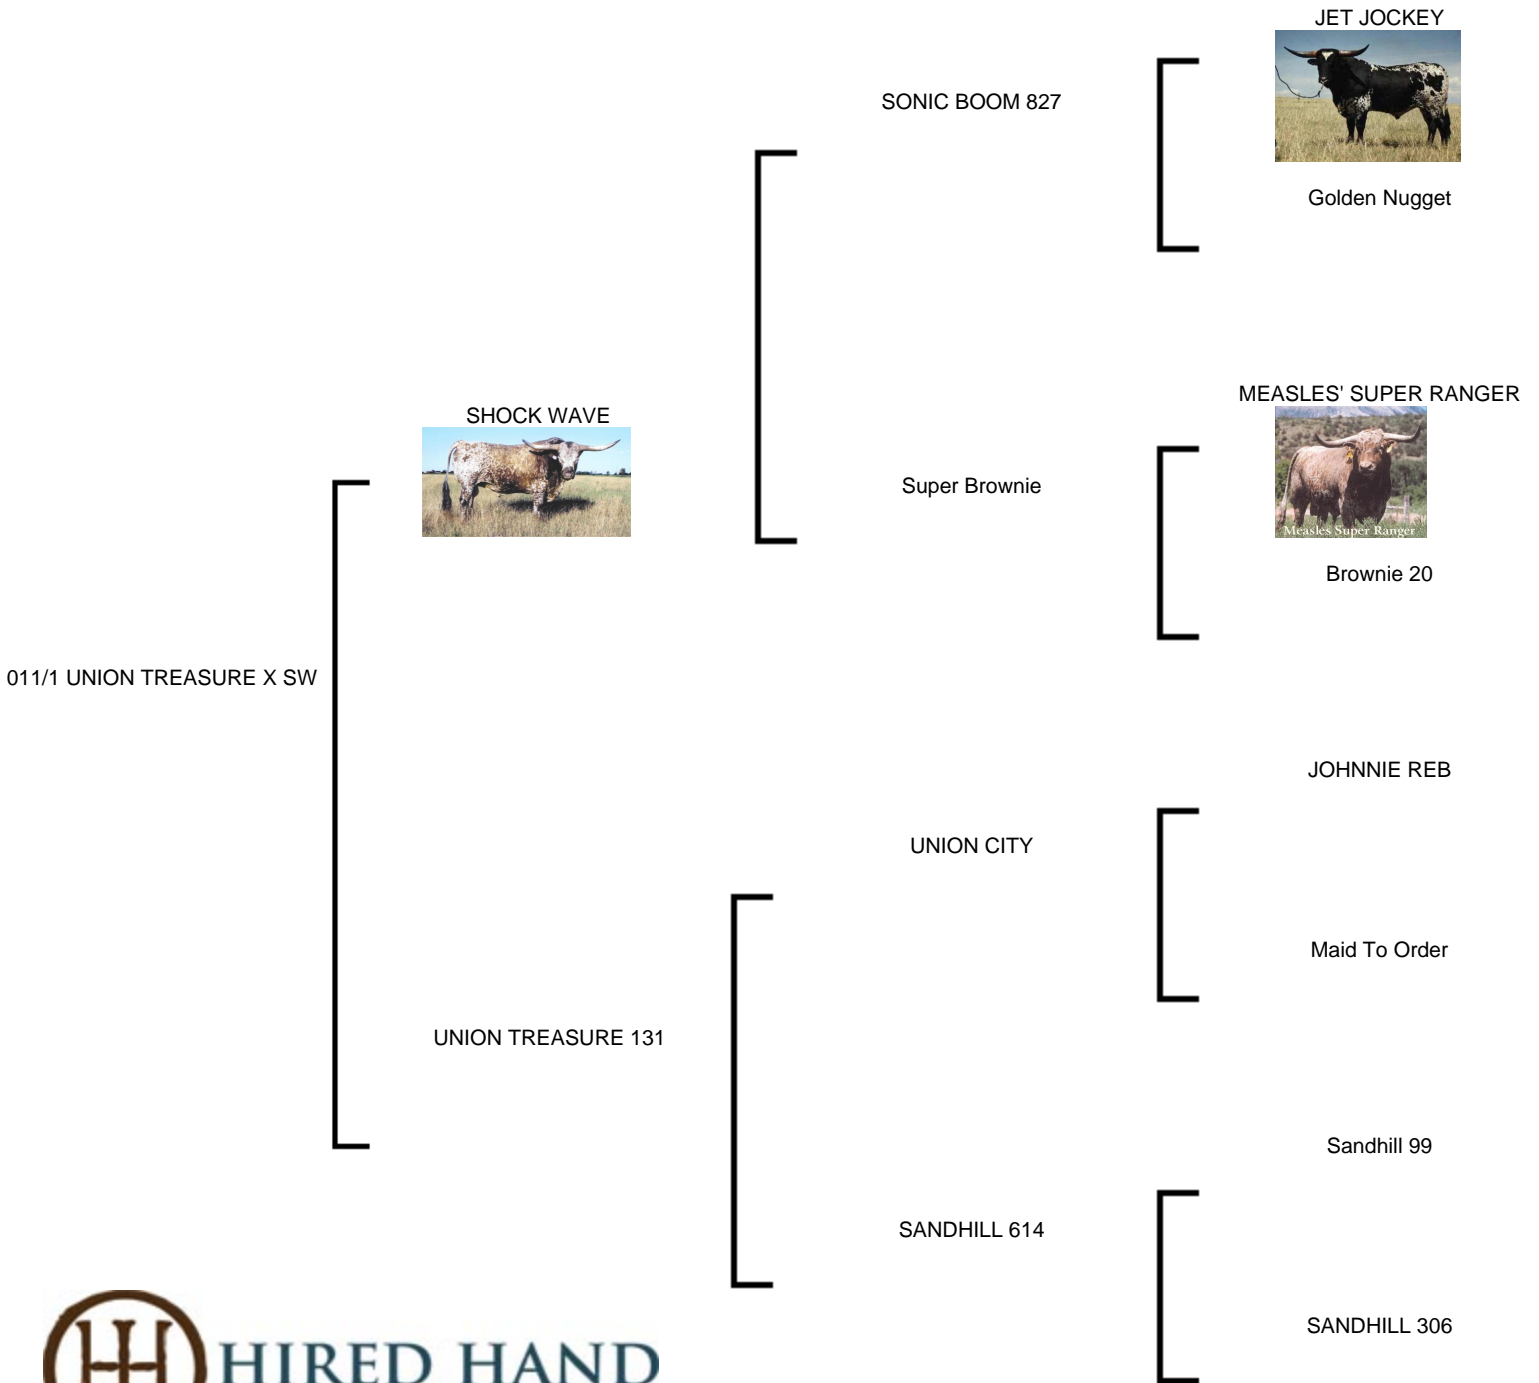 JET JOCKEY
SONIC BOOM 827
Golden Nugget
MEASLES' SUPER RANGER
SHOCK WAVE
Super Brownie
Measles Super Ranger
Brownie 20
011/1 UNION TREASURE X SW
JOHNNIE REB
UNION CITY
Maid To Order
UNION TREASURE 131
Sandhill 99
SANDHILL 614
SANDHILL 306
HIRED HAND